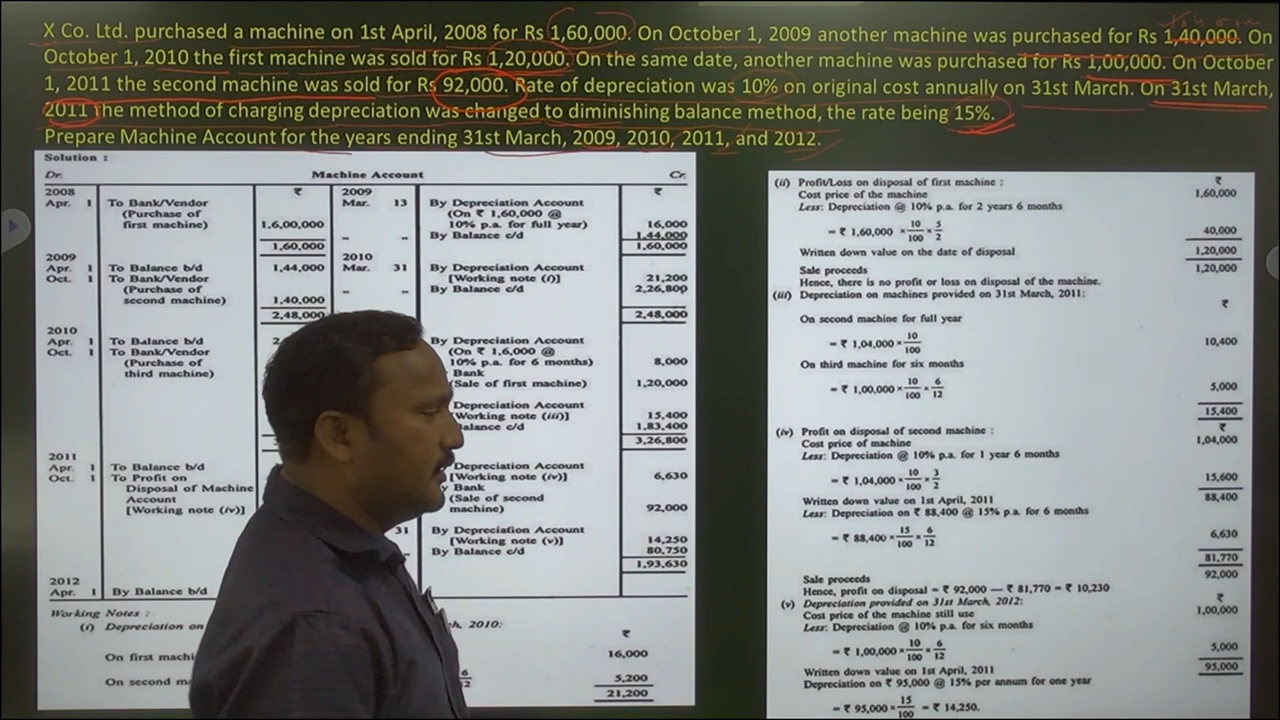 X Co. Ltd. purchased a machine on 1st April, 2008 for Rs 1,60,000. On October 1, 2009 another machine was purchased for Rs 1,40,000. On
October 1, 2010 the first machine was sold for Rs 1,20,000. On the same date, another machine was purchased for Rs 1,00,000. On October
1, 2011 the second machine was sold for Rs 92,000. Rate of depreciation was 10% on original cost annually on 31st March. On 31st March,
2011 the method of charging depreciation was changed to diminishing balance method, the rate being 15%.
Prepare Machine Account for the years ending 31st March, 2009, 2010, 2011, and 2012.
Solution :
Dr. Machine Account Cr.
2008 ₹ 2009 ₹
Apr. 1 To Bank/Vendor Mar. 13 By Depreciation Account
(Purchase of (On ₹ 1,60,000 @
first machine) 1,6,00,000 10% p.a. for full year) 16,000
" " By Balance c/d 1,44,000
1,60,000 1,60,000
2009 2010
Apr. 1 To Balance b/d 1,44,000 Mar. 31 By Depreciation Account
Oct. 1 To Bank/Vendor [Working note (i)] 21,200
(Purchase of " " By Balance c/d 2,26,800
second machine) 1,40,000
2,48,000 2,48,000
2010
Apr. 1 To Balance b/d 2 By Depreciation Account
Oct. 1 To Bank/Vendor (On ₹ 1,6,000 @
(Purchase of 10% p.a. for 6 months) 8,000
third machine) Bank
(Sale of first machine) 1,20,000
Depreciation Account
[Working note (iii)] 15,400
Balance c/d 1,83,400
3,26,800
2011
Apr. 1 To Balance b/d Depreciation Account
Oct. 1 To Profit on [Working note (iv)] 6,630
Disposal of Machine y Bank
Account (Sale of second
[Working note (iv)] machine) 92,000
31 By Depreciation Account
[Working note (v)] 14,250
By Balance c/d 80,750
1,93,630
2012
Apr. 1 By Balance b/d
Working Notes :
(i) Depreciation on h, 2010:
₹
On first machi 16,000
On second ma 6/12 5,200
21,200
(ii) Profit/Loss on disposal of first machine : ₹
Cost price of the machine 1,60,000
Less: Depreciation @ 10% p.a. for 2 years 6 months
= ₹ 1,60,000 × 10/100 × 5/2 40,000
Written down value on the date of disposal 1,20,000
Sale proceeds 1,20,000
Hence, there is no profit or loss on disposal of the machine.
(iii) Depreciation on machines provided on 31st March, 2011: ₹
On second machine for full year
= ₹ 1,04,000 × 10/100 10,400
On third machine for six months
= ₹ 1,00,000 × 10/100 × 6/12 5,000
15,400
(iv) Profit on disposal of second machine : ₹
Cost price of machine 1,04,000
Less: Depreciation @ 10% p.a. for 1 year 6 months
= ₹ 1,04,000 × 10/100 × 3/2 15,600
Written down value on 1st April, 2011 88,400
Less: Depreciation on ₹ 88,400 @ 15% p.a. for 6 months
= ₹ 88,400 × 15/100 × 6/12 6,630
81,770
Sale proceeds 92,000
Hence, profit on disposal = ₹ 92,000 — ₹ 81,770 = ₹ 10,230
(v) Depreciation provided on 31st March, 2012: ₹
Cost price of the machine still use 1,00,000
Less: Depreciation @ 10% p.a. for six months
= ₹ 1,00,000 × 10/100 × 6/12 5,000
Written down value on 1st April, 2011 95,000
Depreciation on ₹ 95,000 @ 15% per annum for one year
= ₹ 95,000 × 15/100 = ₹ 14,250.